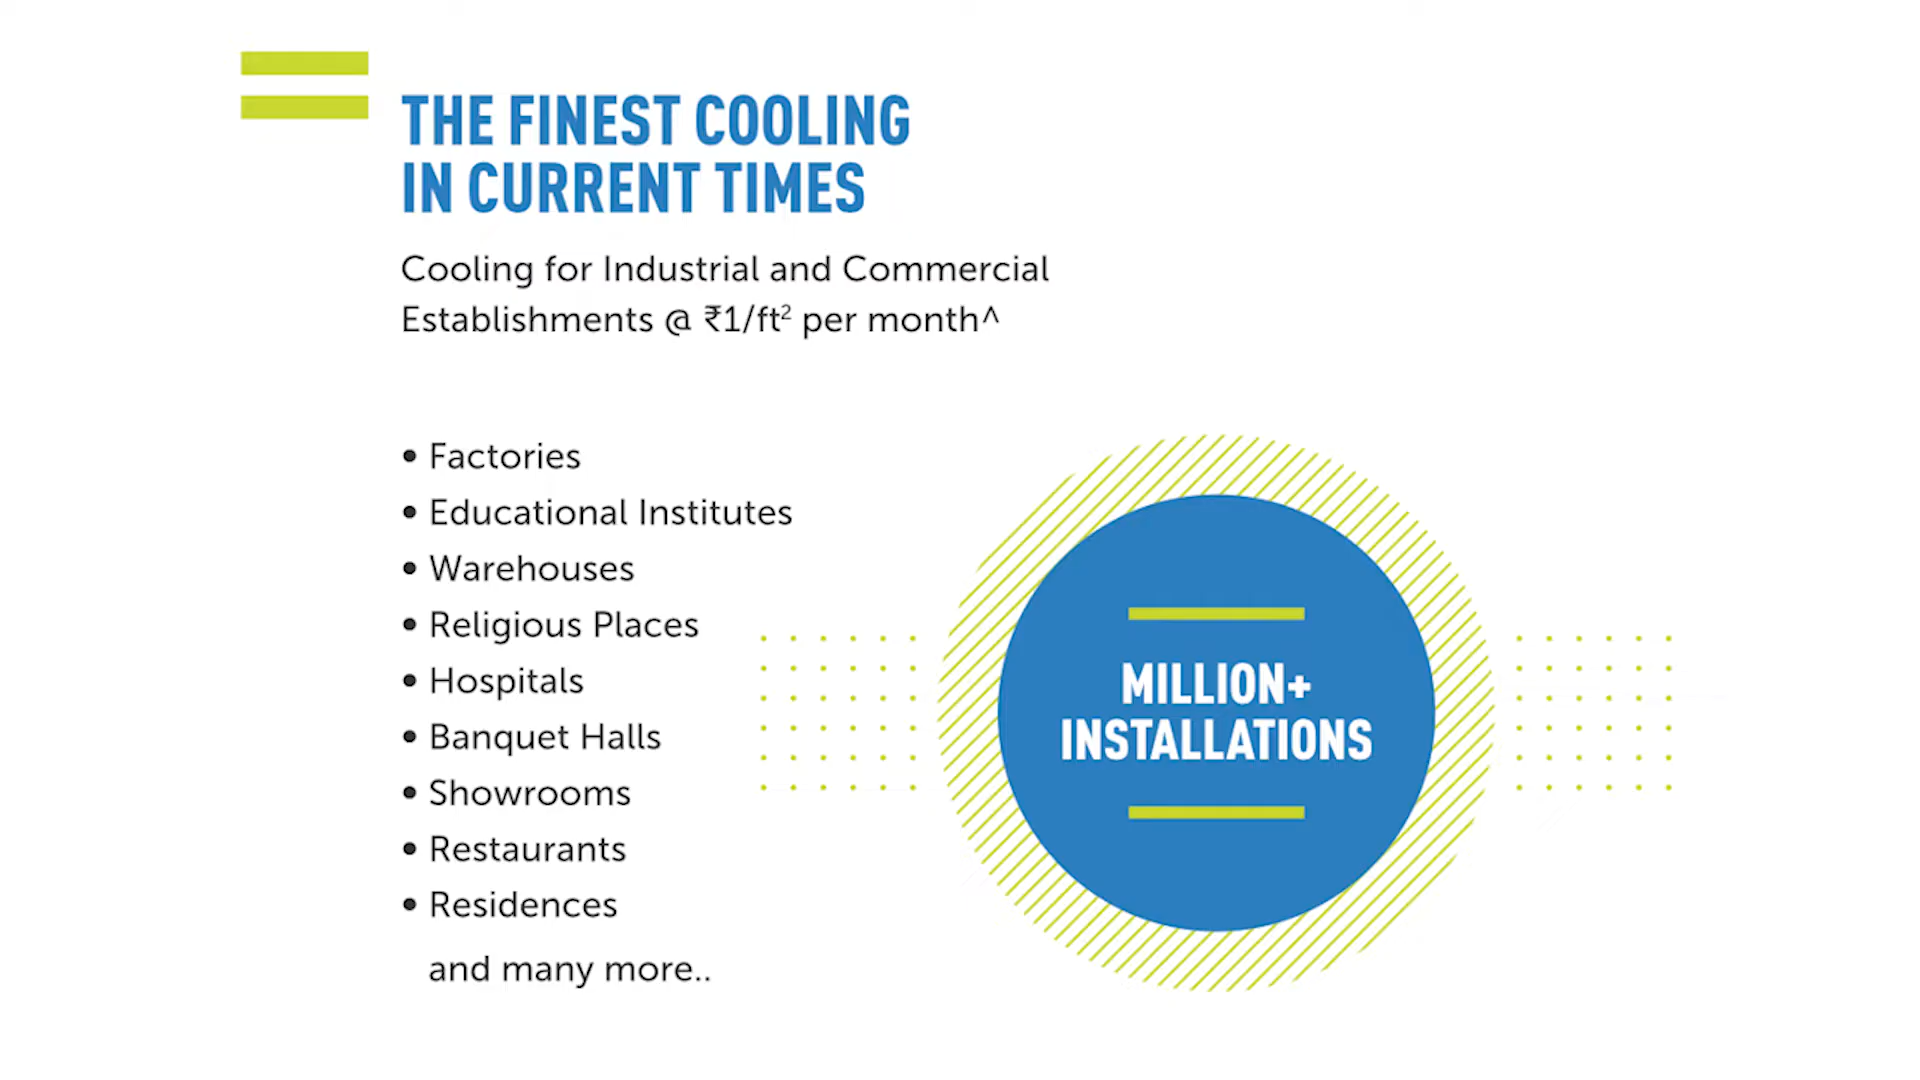 THE FINEST COOLING
IN CURRENT TIMES
Cooling for Industrial and Commercial
Establishments @ ₹1/ft² per month^
• Factories
• Educational Institutes
• Warehouses
• Religious Places
• Hospitals
• Banquet Halls
• Showrooms
• Restaurants
• Residences
and many more..
MILLION+
INSTALLATIONS